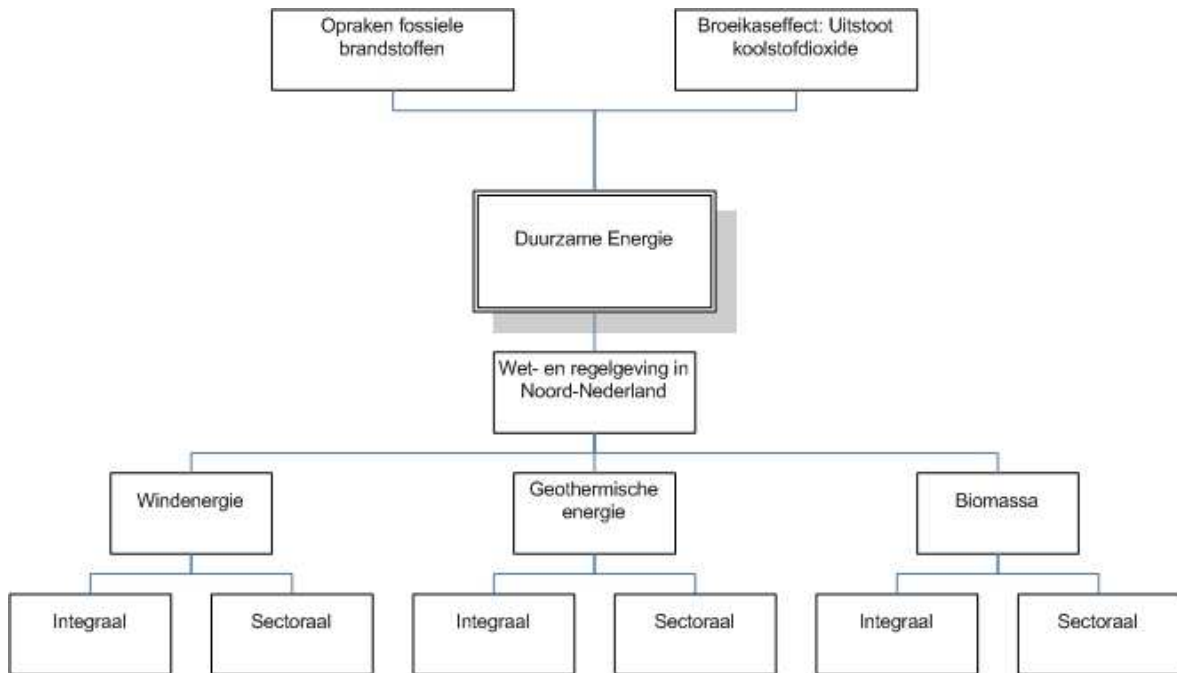 Opraken fossiele
brandstoffen
Broeikaseffect: Uitstoot
koolstofdioxide
Duurzame Energie
Wet- en regelgeving in
Noord-Nederland
Windenergie
Geothermische
energie
Biomassa
Integraal
Sectoraal
Integraal
Sectoraal
Integraal
Sectoraal